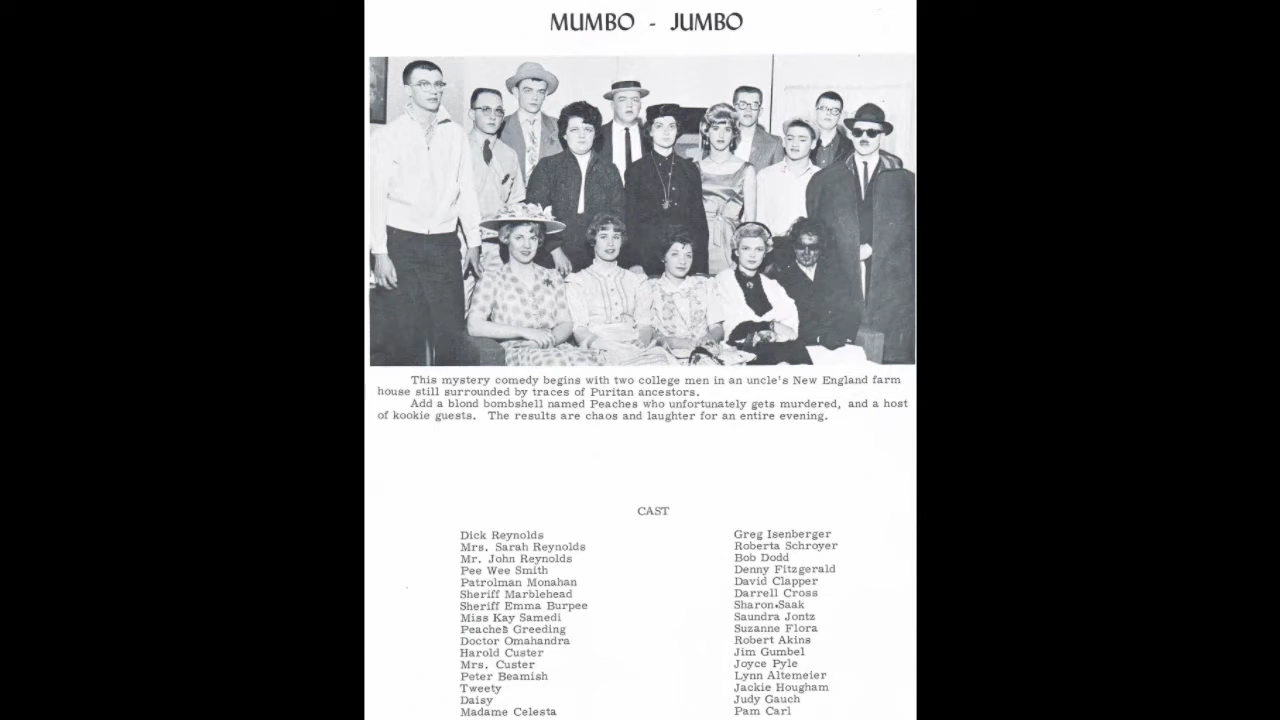 MUMBO - JUMBO
This mystery comedy begins with two college men in an uncle's New England farm
house still surrounded by traces of Puritan ancestors.
Add a blond bombshell named Peaches who unfortunately gets murdered, and a host
of kookie guests. The results are chaos and laughter for an entire evening.
CAST
Dick Reynolds Greg Isenberger
Mrs. Sarah Reynolds Roberta Schroyer
Mr. John Reynolds Bob Dodd
Pee Wee Smith Denny Fitzgerald
Patrolman Monahan David Clapper
Sheriff Marblehead Darrell Cross
Sheriff Emma Burpee Sharon Saak
Miss Kay Samedi Saundra Jontz
Peaches Greeding Suzanne Flora
Doctor Omahandra Robert Akins
Harold Custer Jim Gumbel
Mrs. Custer Joyce Pyle
Peter Beamish Lynn Altemeier
Tweety Jackie Hougham
Daisy Judy Gauch
Madame Celesta Pam Carl